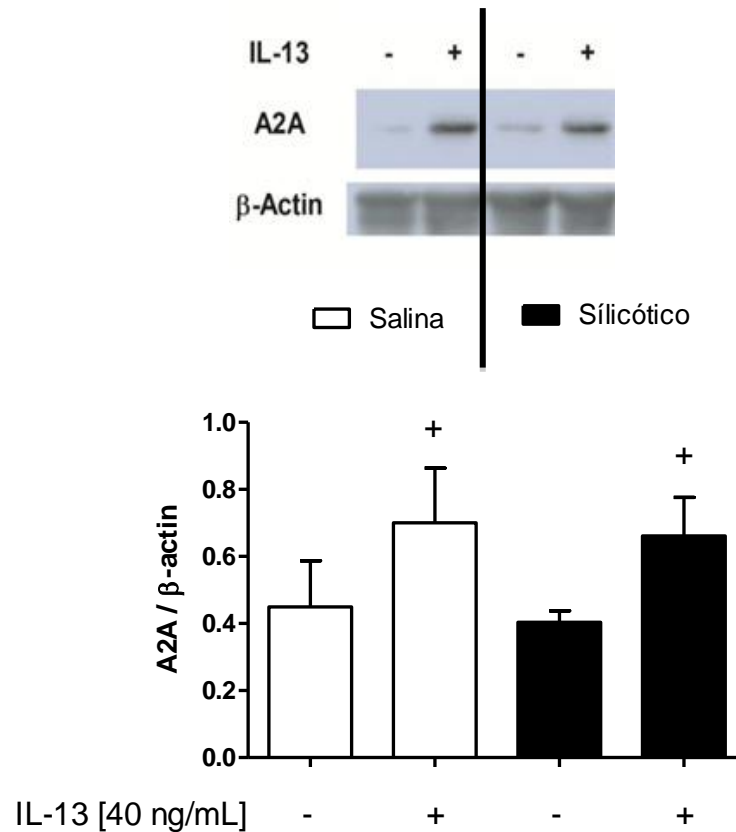 IL-13 - + - +
A2A
β-Actin
Salina Sílicótico
+ +
1.0
0.8
0.6
0.4
0.2
0.0
A2A / β-actin
IL-13 [40 ng/mL] - + - +